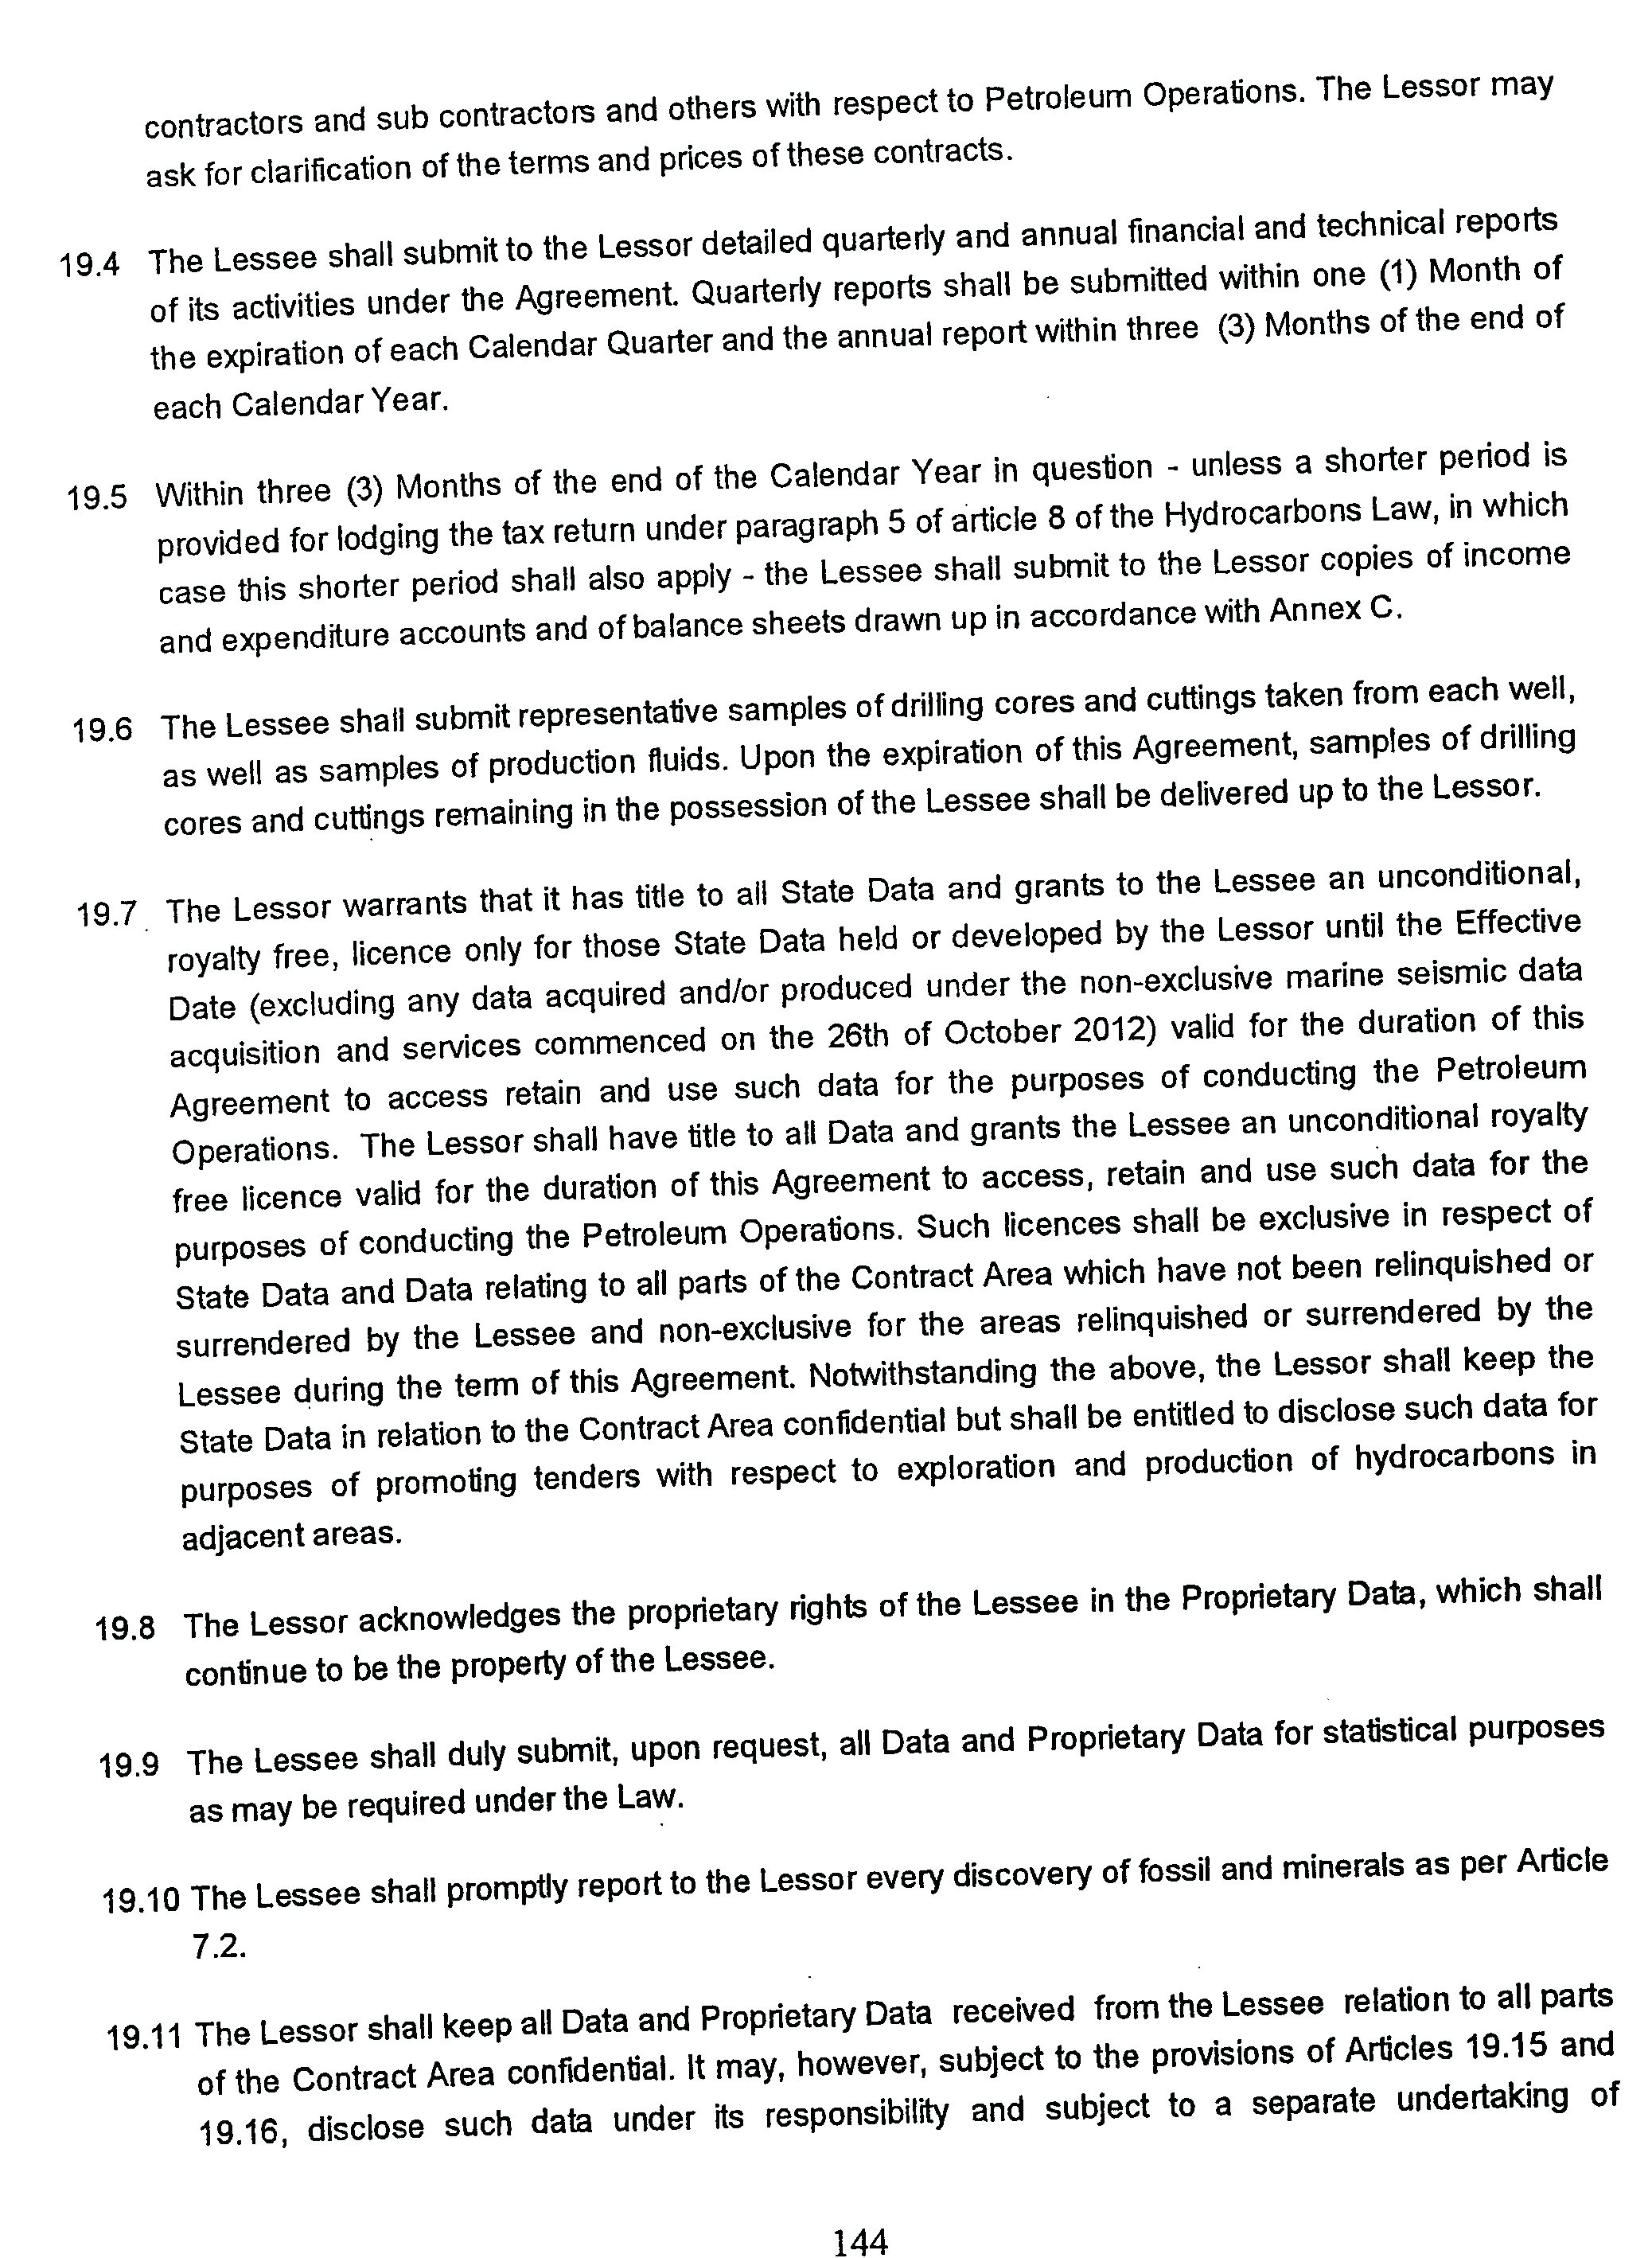 contractors and sub contractors and others with respect to Petroleum Operations. The Lessor may
ask for clarification of the terms and prices of these contracts.
19.4 The Lessee shall submit to the Lessor detailed quarterly and annual financial and technical reports
of its activities under the Agreement. Quarterly reports shall be submitted within one (1) Month of
the expiration of each Calendar Quarter and the annual report within three (3) Months of the end of
each Calendar Year.
19.5 Within three (3) Months of the end of the Calendar Year in question - unless a shorter period is
provided for lodging the tax return under paragraph 5 of article 8 of the Hydrocarbons Law, in which
case this shorter period shall also apply - the Lessee shall submit to the Lessor copies of income
and expenditure accounts and of balance sheets drawn up in accordance with Annex C.
19.6 The Lessee shall submit representative samples of drilling cores and cuttings taken from each well,
as well as samples of production fluids. Upon the expiration of this Agreement, samples of drilling
cores and cuttings remaining in the possession of the Lessee shall be delivered up to the Lessor.
19.7 The Lessor warrants that it has title to all State Data and grants to the Lessee an unconditional,
royalty free, licence only for those State Data held or developed by the Lessor until the Effective
Date (excluding any data acquired and/or produced under the non-exclusive marine seismic data
acquisition and services commenced on the 26th of October 2012) valid for the duration of this
Agreement to access retain and use such data for the purposes of conducting the Petroleum
Operations. The Lessor shall have title to all Data and grants the Lessee an unconditional royalty
free licence valid for the duration of this Agreement to access, retain and use such data for the
purposes of conducting the Petroleum Operations. Such licences shall be exclusive in respect of
State Data and Data relating to all parts of the Contract Area which have not been relinquished or
surrendered by the Lessee and non-exclusive for the areas relinquished or surrendered by the
Lessee during the term of this Agreement. Notwithstanding the above, the Lessor shall keep the
State Data in relation to the Contract Area confidential but shall be entitled to disclose such data for
purposes of promoting tenders with respect to exploration and production of hydrocarbons in
adjacent areas.
19.8 The Lessor acknowledges the proprietary rights of the Lessee in the Proprietary Data, which shall
continue to be the property of the Lessee.
19.9 The Lessee shall duly submit, upon request, all Data and Proprietary Data for statistical purposes
as may be required under the Law.
19.10 The Lessee shall promptly report to the Lessor every discovery of fossil and minerals as per Article
7.2.
19.11 The Lessor shall keep all Data and Proprietary Data received from the Lessee relation to all parts
of the Contract Area confidential. It may, however, subject to the provisions of Articles 19.15 and
19.16, disclose such data under its responsibility and subject to a separate undertaking of
144